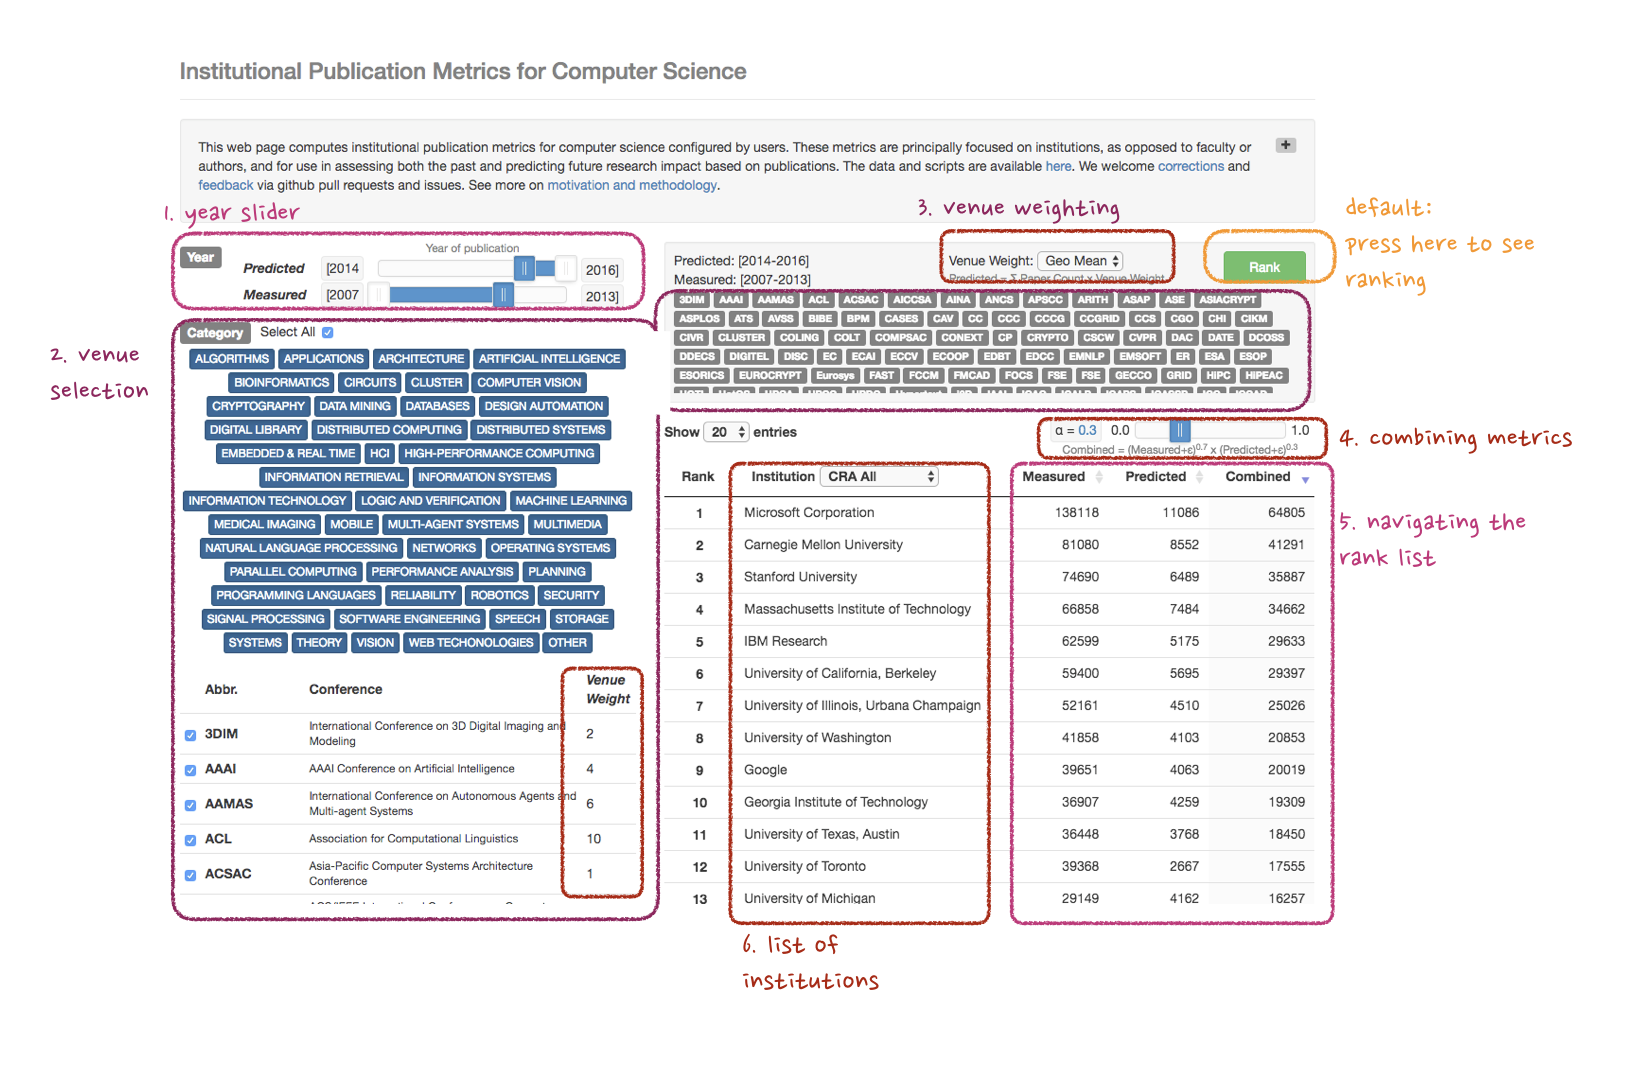 Institutional Publication Metrics for Computer Science
This web page computes institutional publication metrics for computer science configured by users. These metrics are principally focused on institutions, as opposed to faculty or
authors, and for use in assessing both the past and predicting future research impact based on publications. The data and scripts are available here. We welcome corrections and
feedback via github pull requests and issues. See more on motivation and methodology.
+
1. year slider
3. venue weighting
default:
press here to see
ranking
Year
Year of publication
Predicted [2014 2016]
Measured [2007 2013]
Predicted: [2014-2016]
Measured: [2007-2013]
Venue Weight: Geo Mean
Predicted = Σ Paper Count x Venue Weight
Rank
2. venue
selection
Category Select All
ALGORITHMS APPLICATIONS ARCHITECTURE ARTIFICIAL INTELLIGENCE
BIOINFORMATICS CIRCUITS CLUSTER COMPUTER VISION
CRYPTOGRAPHY DATA MINING DATABASES DESIGN AUTOMATION
DIGITAL LIBRARY DISTRIBUTED COMPUTING DISTRIBUTED SYSTEMS
EMBEDDED & REAL TIME HCI HIGH-PERFORMANCE COMPUTING
INFORMATION RETRIEVAL INFORMATION SYSTEMS
INFORMATION TECHNOLOGY LOGIC AND VERIFICATION MACHINE LEARNING
MEDICAL IMAGING MOBILE MULTI-AGENT SYSTEMS MULTIMEDIA
NATURAL LANGUAGE PROCESSING NETWORKS OPERATING SYSTEMS
PARALLEL COMPUTING PERFORMANCE ANALYSIS PLANNING
PROGRAMMING LANGUAGES RELIABILITY ROBOTICS SECURITY
SIGNAL PROCESSING SOFTWARE ENGINEERING SPEECH STORAGE
SYSTEMS THEORY VISION WEB TECHONOLOGIES OTHER
Abbr. Conference Venue Weight
3DIM International Conference on 3D Digital Imaging and Modeling 2
AAAI AAAI Conference on Artificial Intelligence 4
AAMAS International Conference on Autonomous Agents and Multi-agent Systems 6
ACL Association for Computational Linguistics 10
ACSAC Asia-Pacific Computer Systems Architecture Conference 1
3DIM AAAI AAMAS ACL ACSAC AICCSA AINA ANCS APSCC ARITH ASAP ASE ASIACRYPT
ASPLOS ATS AVSS BIBE BPM CASES CAV CC CCC CCCG CCGRID CCS CGO CHI CIKM
CIVR CLUSTER COLING COLT COMPSAC CONEXT CP CRYPTO CSCW CVPR DAC DATE DCOSS
DDECS DIGITEL DISC EC ECAI ECCV ECOOP EDBT EDCC EMNLP EMSOFT ER ESA ESOP
ESORICS EUROCRYPT Eurosys FAST FCCM FMCAD FOCS FSE FSE GECCO GRID HIPC HIPEAC
Show 20 entries
α = 0.3 0.0 1.0
Combined = (Measured+ε)0.7 x (Predicted+ε)0.3
4. combining metrics
Rank Institution CRA All Measured Predicted Combined
1 Microsoft Corporation 138118 11086 64805
2 Carnegie Mellon University 81080 8552 41291
3 Stanford University 74690 6489 35887
4 Massachusetts Institute of Technology 66858 7484 34662
5 IBM Research 62599 5175 29633
6 University of California, Berkeley 59400 5695 29397
7 University of Illinois, Urbana Champaign 52161 4510 25026
8 University of Washington 41858 4103 20853
9 Google 39651 4063 20019
10 Georgia Institute of Technology 36907 4259 19309
11 University of Texas, Austin 36448 3768 18450
12 University of Toronto 39368 2667 17555
13 University of Michigan 29149 4162 16257
5. navigating the
rank list
6. list of
institutions